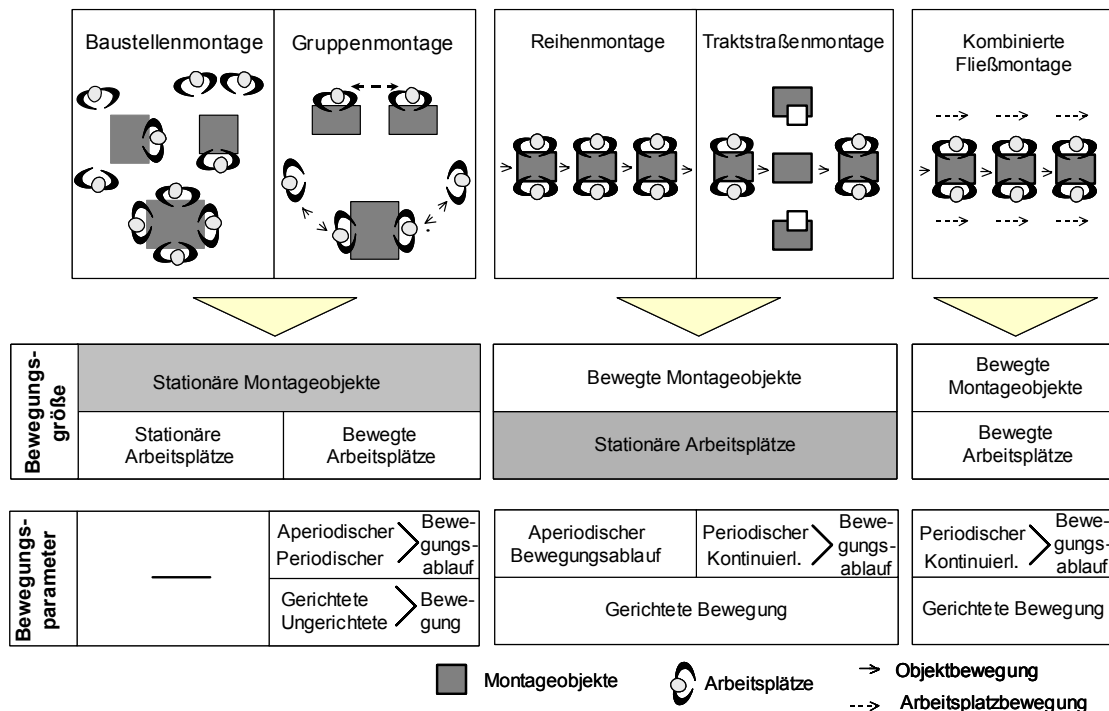 Baustellenmontage
Gruppenmontage
Reihenmontage
Traktstraßenmontage
Kombinierte
Fließmontage
Bewegungs-
größe
Stationäre Montageobjekte
Stationäre
Arbeitsplätze
Bewegte
Arbeitsplätze
Bewegte Montageobjekte
Stationäre Arbeitsplätze
Bewegte
Montageobjekte
Bewegte
Arbeitsplätze
Bewegungs-
parameter
Aperiodischer
Periodischer
Bewe-
gungs-
ablauf
Gerichtete
Ungerichtete
Bewe-
gung
Aperiodischer
Bewegungsablauf
Periodischer
Kontinuierl.
Bewe-
gungs-
ablauf
Gerichtete Bewegung
Periodischer
Kontinuierl.
Bewe-
gungs-
ablauf
Gerichtete Bewegung
Montageobjekte
Arbeitsplätze
Objektbewegung
Arbeitsplatzbewegung